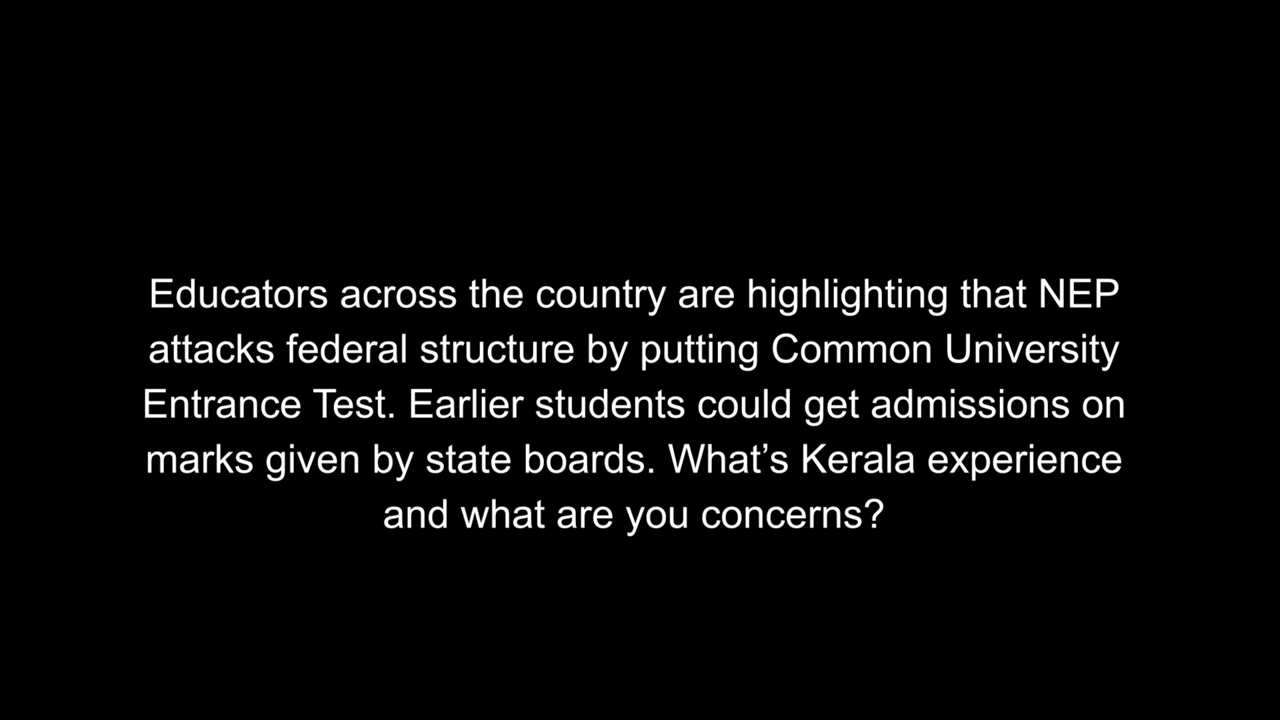 Educators across the country are highlighting that NEP
attacks federal structure by putting Common University
Entrance Test. Earlier students could get admissions on
marks given by state boards. What’s Kerala experience
and what are you concerns?